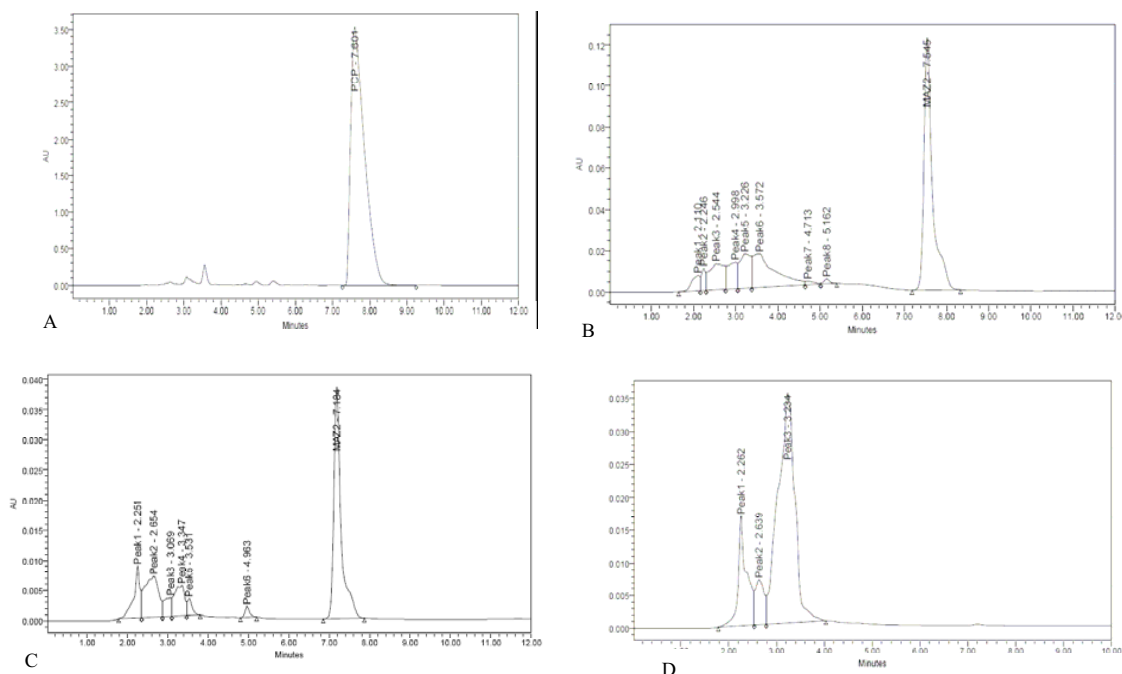 3.50
3.00
2.50
2.00
1.50
1.00
0.50
0.00
AU
PCP - 7.601
1.00 2.00 3.00 4.00 5.00 6.00 7.00 8.00 9.00 10.00 11.00 12.00
Minutes
A
0.12
0.10
0.08
0.06
0.04
0.02
0.00
AU
Peak1 - 2.110
Peak2 - 2.246
Peak3 - 2.544
Peak4 - 2.998
Peak5 - 3.226
Peak6 - 3.572
Peak7 - 4.713
Peak8 - 5.162
MAZ2 - 7.545
1.00 2.00 3.00 4.00 5.00 6.00 7.00 8.00 9.00 10.00 11.00 12.00
Minutes
B
0.040
0.035
0.030
0.025
0.020
0.015
0.010
0.005
0.000
AU
Peak1 - 2.251
Peak2 - 2.654
Peak3 - 3.069
Peak4 - 3.347
Peak5 - 3.531
Peak6 - 4.963
MAZ2 - 7.184
1.00 2.00 3.00 4.00 5.00 6.00 7.00 8.00 9.00 10.00 11.00 12.00
Minutes
C
0.035
0.030
0.025
0.020
0.015
0.010
0.005
0.000
AU
Peak1 - 2.262
Peak2 - 2.639
Peak3 - 3.234
2.00 3.00 4.00 5.00 6.00 7.00 8.00 9.00 10.00
Minutes
D